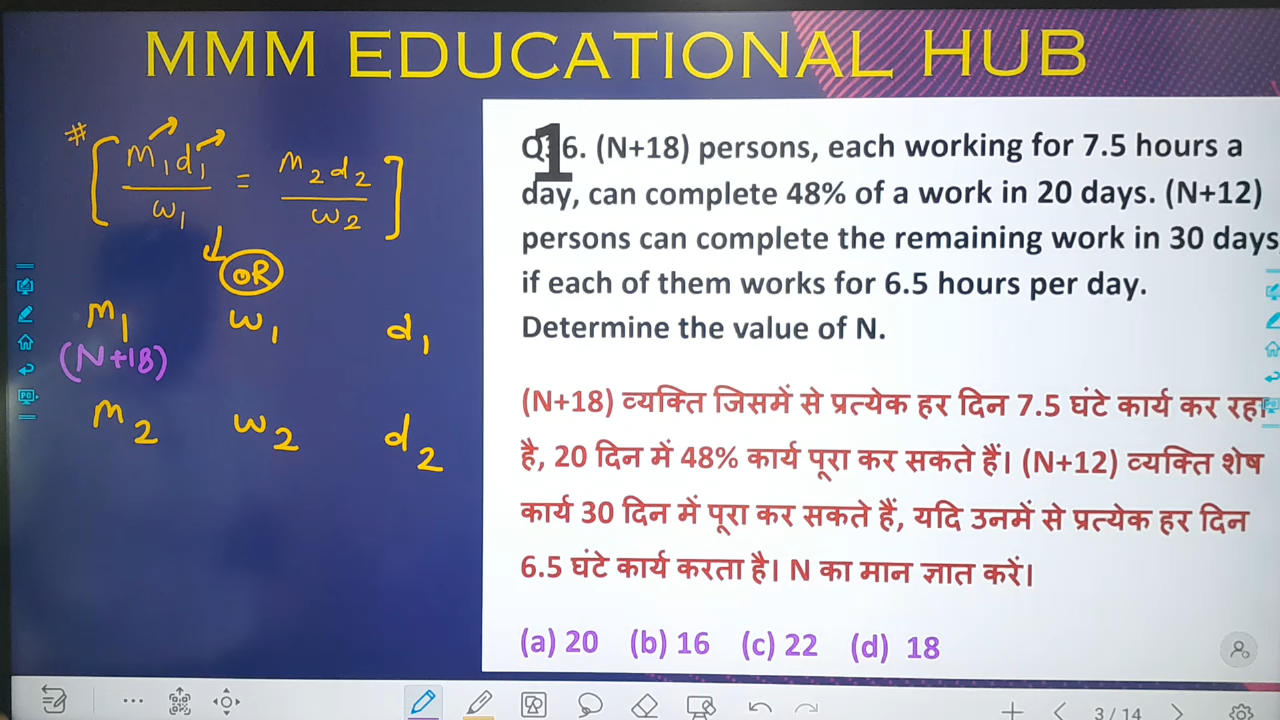 MMM EDUCATIONAL HUB
# [ m₁d₁ / w₁ = m₂d₂ / w₂ ]
OR
m₁ w₁ d₁
(N+18)
m₂ w₂ d₂
1
Q:6. (N+18) persons, each working for 7.5 hours a
day, can complete 48% of a work in 20 days. (N+12)
persons can complete the remaining work in 30 days
if each of them works for 6.5 hours per day.
Determine the value of N.
(N+18) व्यक्ति जिसमें से प्रत्येक हर दिन 7.5 घंटे कार्य कर रहा
है, 20 दिन में 48% कार्य पूरा कर सकते हैं। (N+12) व्यक्ति शेष
कार्य 30 दिन में पूरा कर सकते हैं, यदि उनमें से प्रत्येक हर दिन
6.5 घंटे कार्य करता है। N का मान ज्ञात करें।
(a) 20 (b) 16 (c) 22 (d) 18
3 / 14